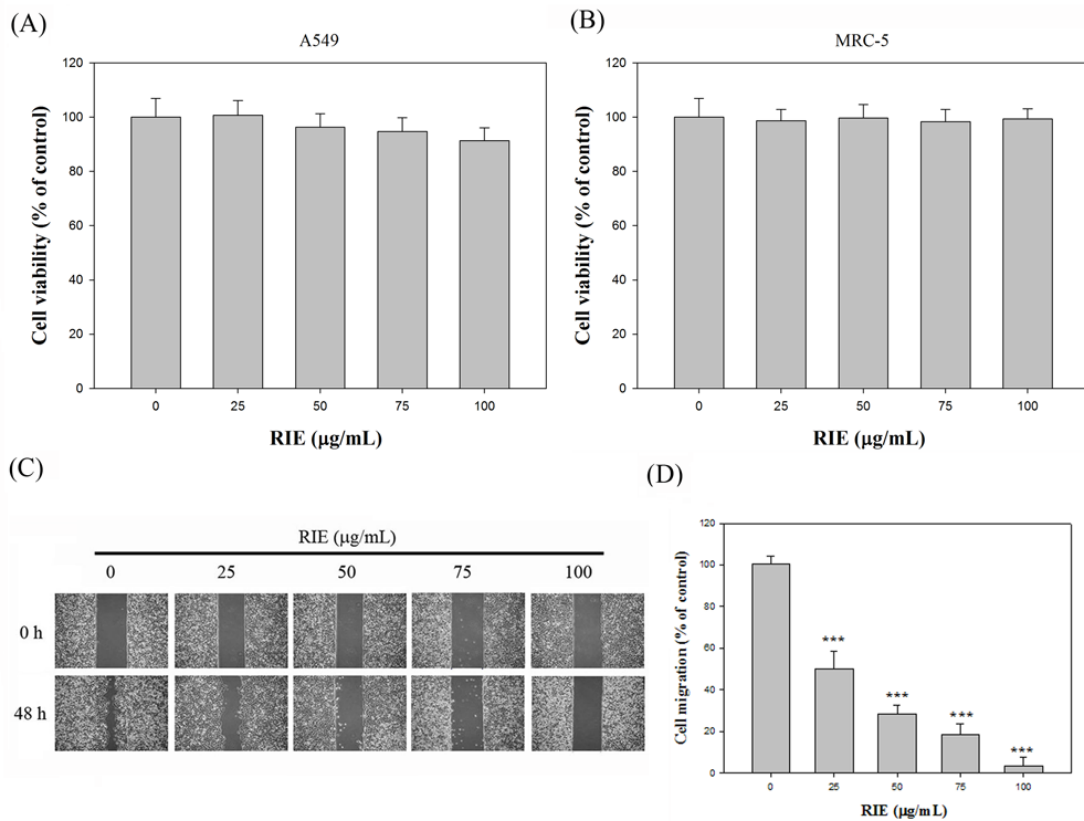 (A)
A549
120
100
80
60
40
20
0
Cell viability (% of control)
0 25 50 75 100
RIE (μg/mL)
(B)
MRC-5
120
100
80
60
40
20
0
Cell viability (% of control)
0 25 50 75 100
RIE (μg/mL)
(C)
RIE (μg/mL)
0 25 50 75 100
0 h
48 h
(D)
120
100
80
60
40
20
0
Cell migration (% of control)
***
***
***
***
0 25 50 75 100
RIE (μg/mL)